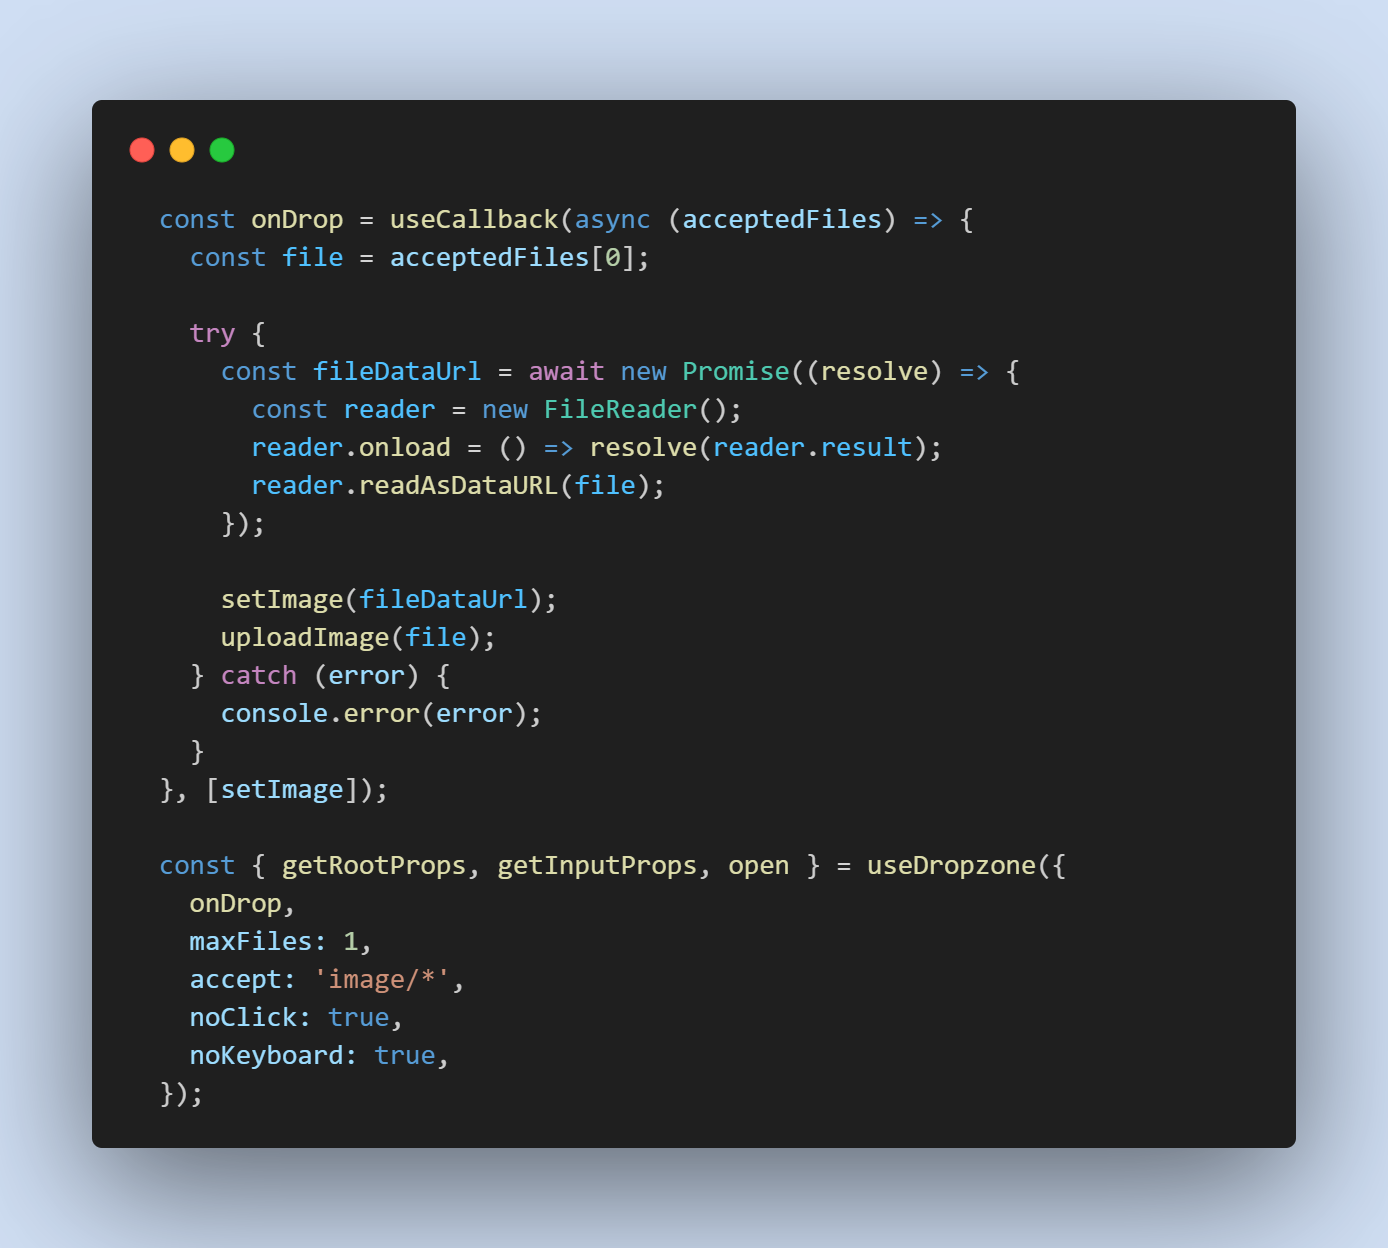 const onDrop = useCallback(async (acceptedFiles) => {
  const file = acceptedFiles[0];

  try {
    const fileDataUrl = await new Promise((resolve) => {
      const reader = new FileReader();
      reader.onload = () => resolve(reader.result);
      reader.readAsDataURL(file);
    });

    setImage(fileDataUrl);
    uploadImage(file);
  } catch (error) {
    console.error(error);
  }
}, [setImage]);

const { getRootProps, getInputProps, open } = useDropzone({
  onDrop,
  maxFiles: 1,
  accept: 'image/*',
  noClick: true,
  noKeyboard: true,
});